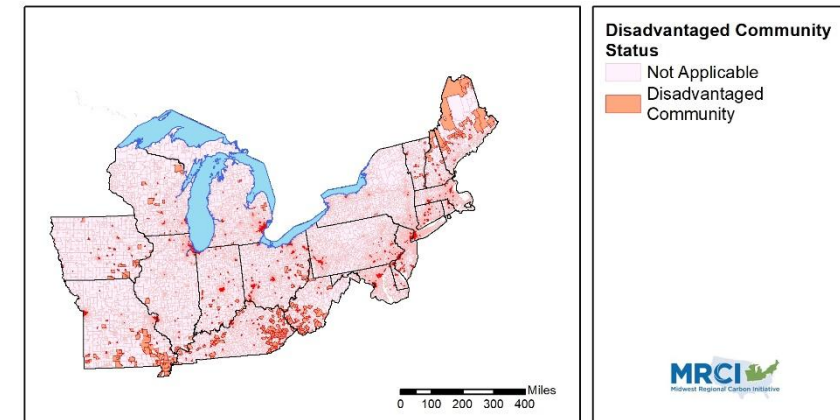 Disadvantaged Community
Status
Not Applicable
Disadvantaged
Community
Miles
0 100 200 300 400
MRCI
Midwest Regional Carbon Initiative